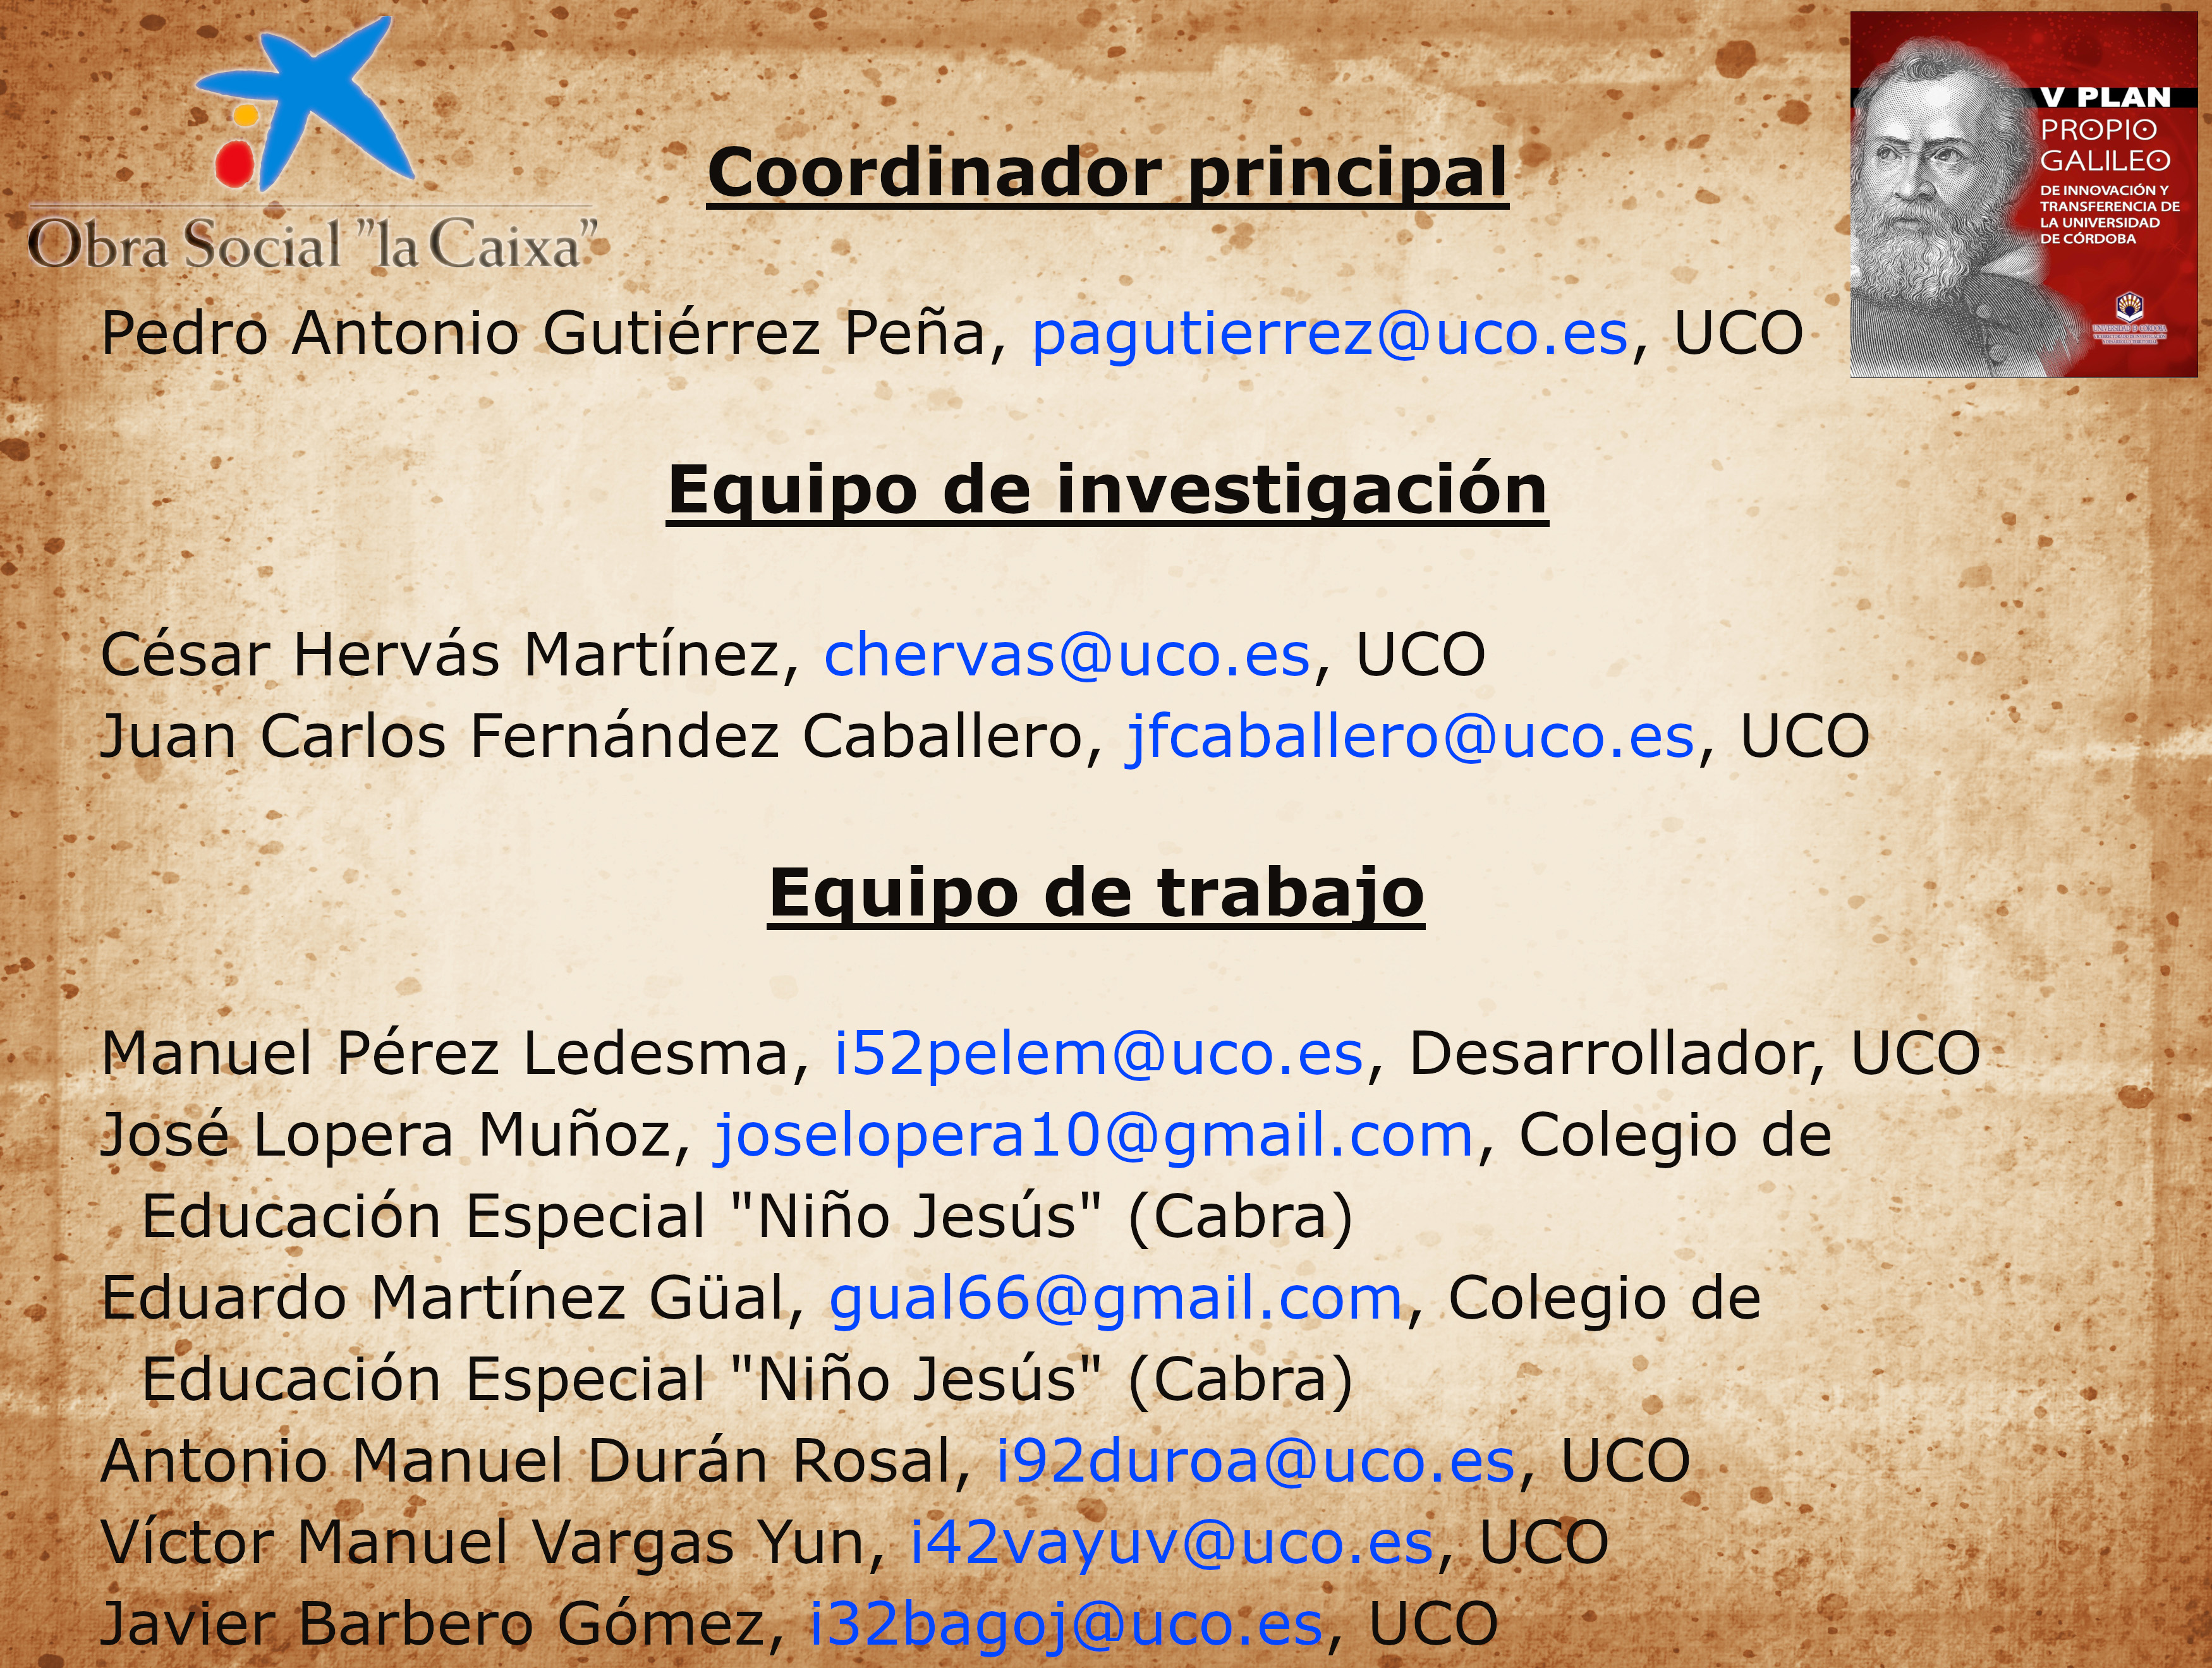 Obra Social "la Caixa"
V PLAN
PROPIO
GALILEO
DE INNOVACIÓN Y
TRANSFERENCIA DE
LA UNIVERSIDAD
DE CÓRDOBA
Coordinador principal
Pedro Antonio Gutiérrez Peña, pagutierrez@uco.es, UCO
Equipo de investigación
César Hervás Martínez, chervas@uco.es, UCO
Juan Carlos Fernández Caballero, jfcaballero@uco.es, UCO
Equipo de trabajo
Manuel Pérez Ledesma, i52pelem@uco.es, Desarrollador, UCO
José Lopera Muñoz, joselopera10@gmail.com, Colegio de
Educación Especial "Niño Jesús" (Cabra)
Eduardo Martínez Güal, gual66@gmail.com, Colegio de
Educación Especial "Niño Jesús" (Cabra)
Antonio Manuel Durán Rosal, i92duroa@uco.es, UCO
Víctor Manuel Vargas Yun, i42vayuv@uco.es, UCO
Javier Barbero Gómez, i32bagoj@uco.es, UCO